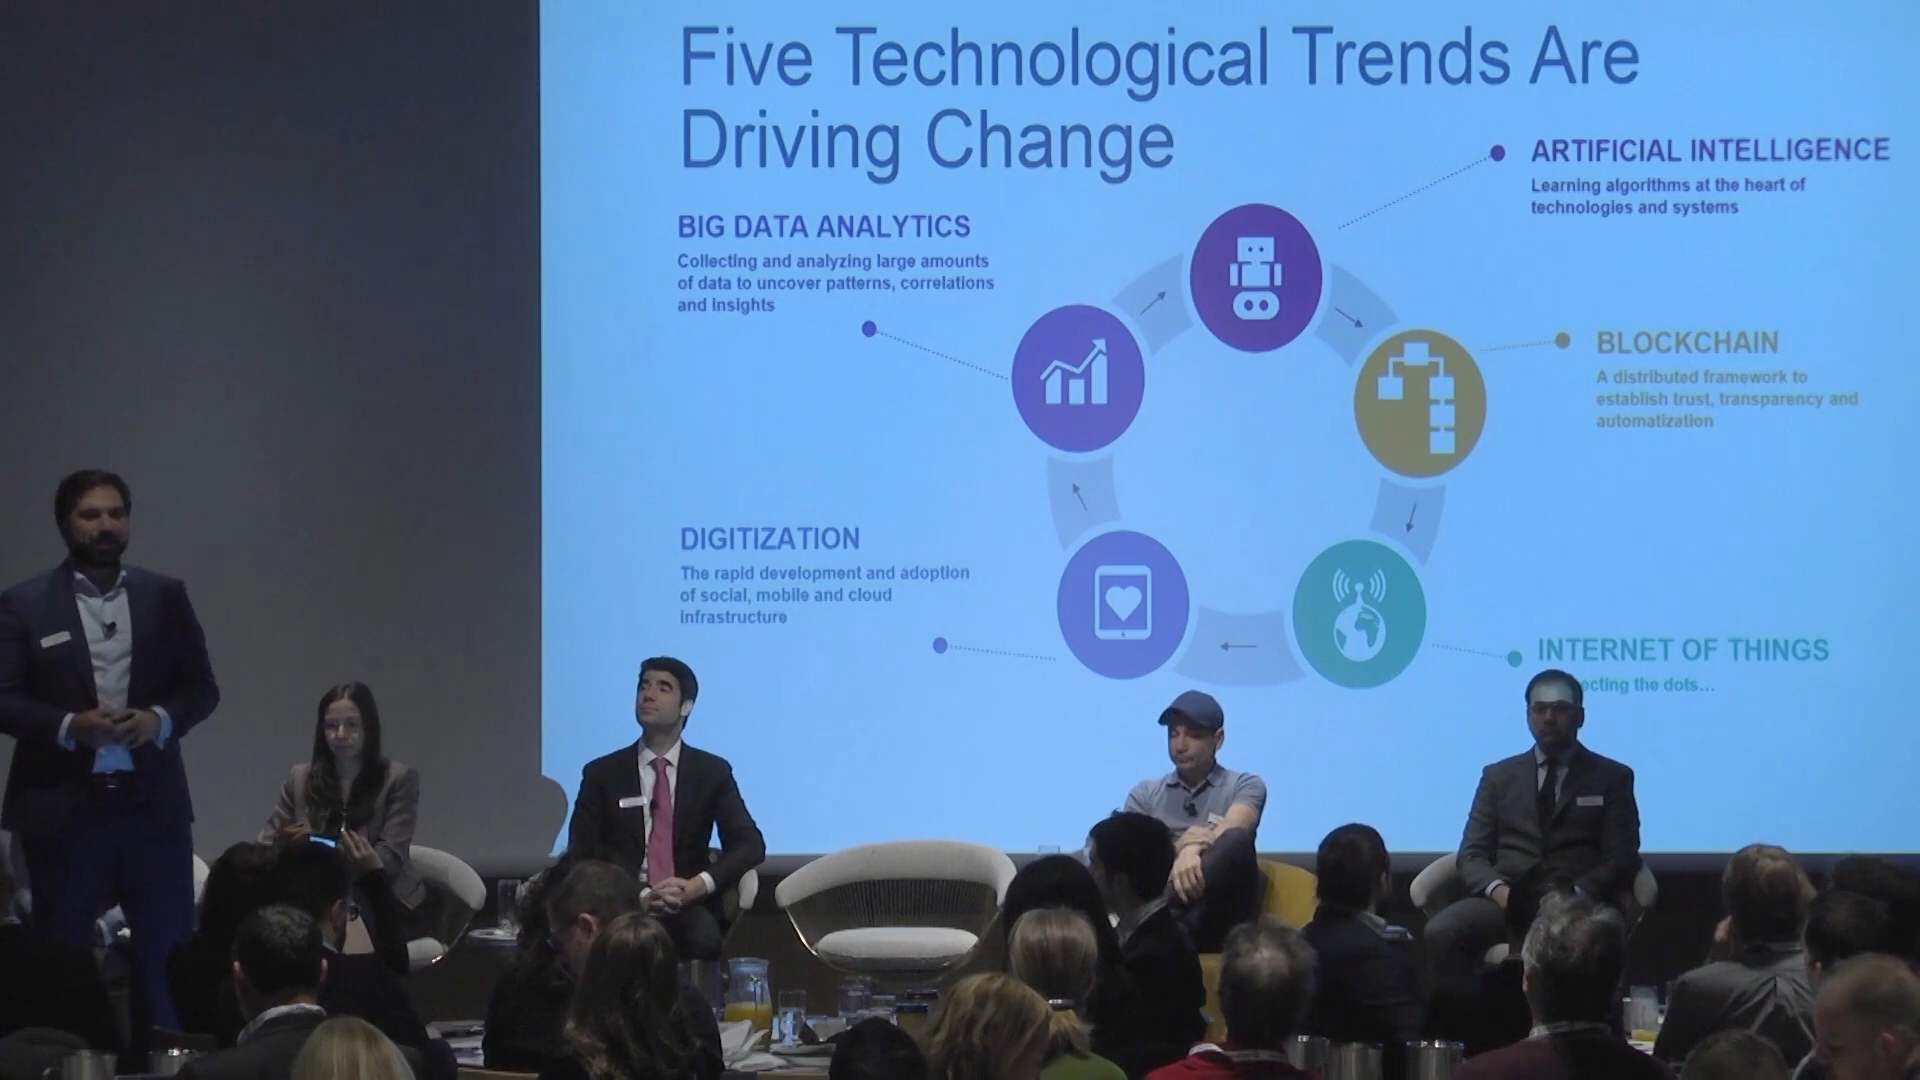 Five Technological Trends Are
Driving Change
ARTIFICIAL INTELLIGENCE
Learning algorithms at the heart of
technologies and systems
BIG DATA ANALYTICS
Collecting and analyzing large amounts
of data to uncover patterns, correlations
and insights
BLOCKCHAIN
A distributed framework to
establish trust, transparency and
automatization
DIGITIZATION
The rapid development and adoption
of social, mobile and cloud
infrastructure
INTERNET OF THINGS
ecting the dots...